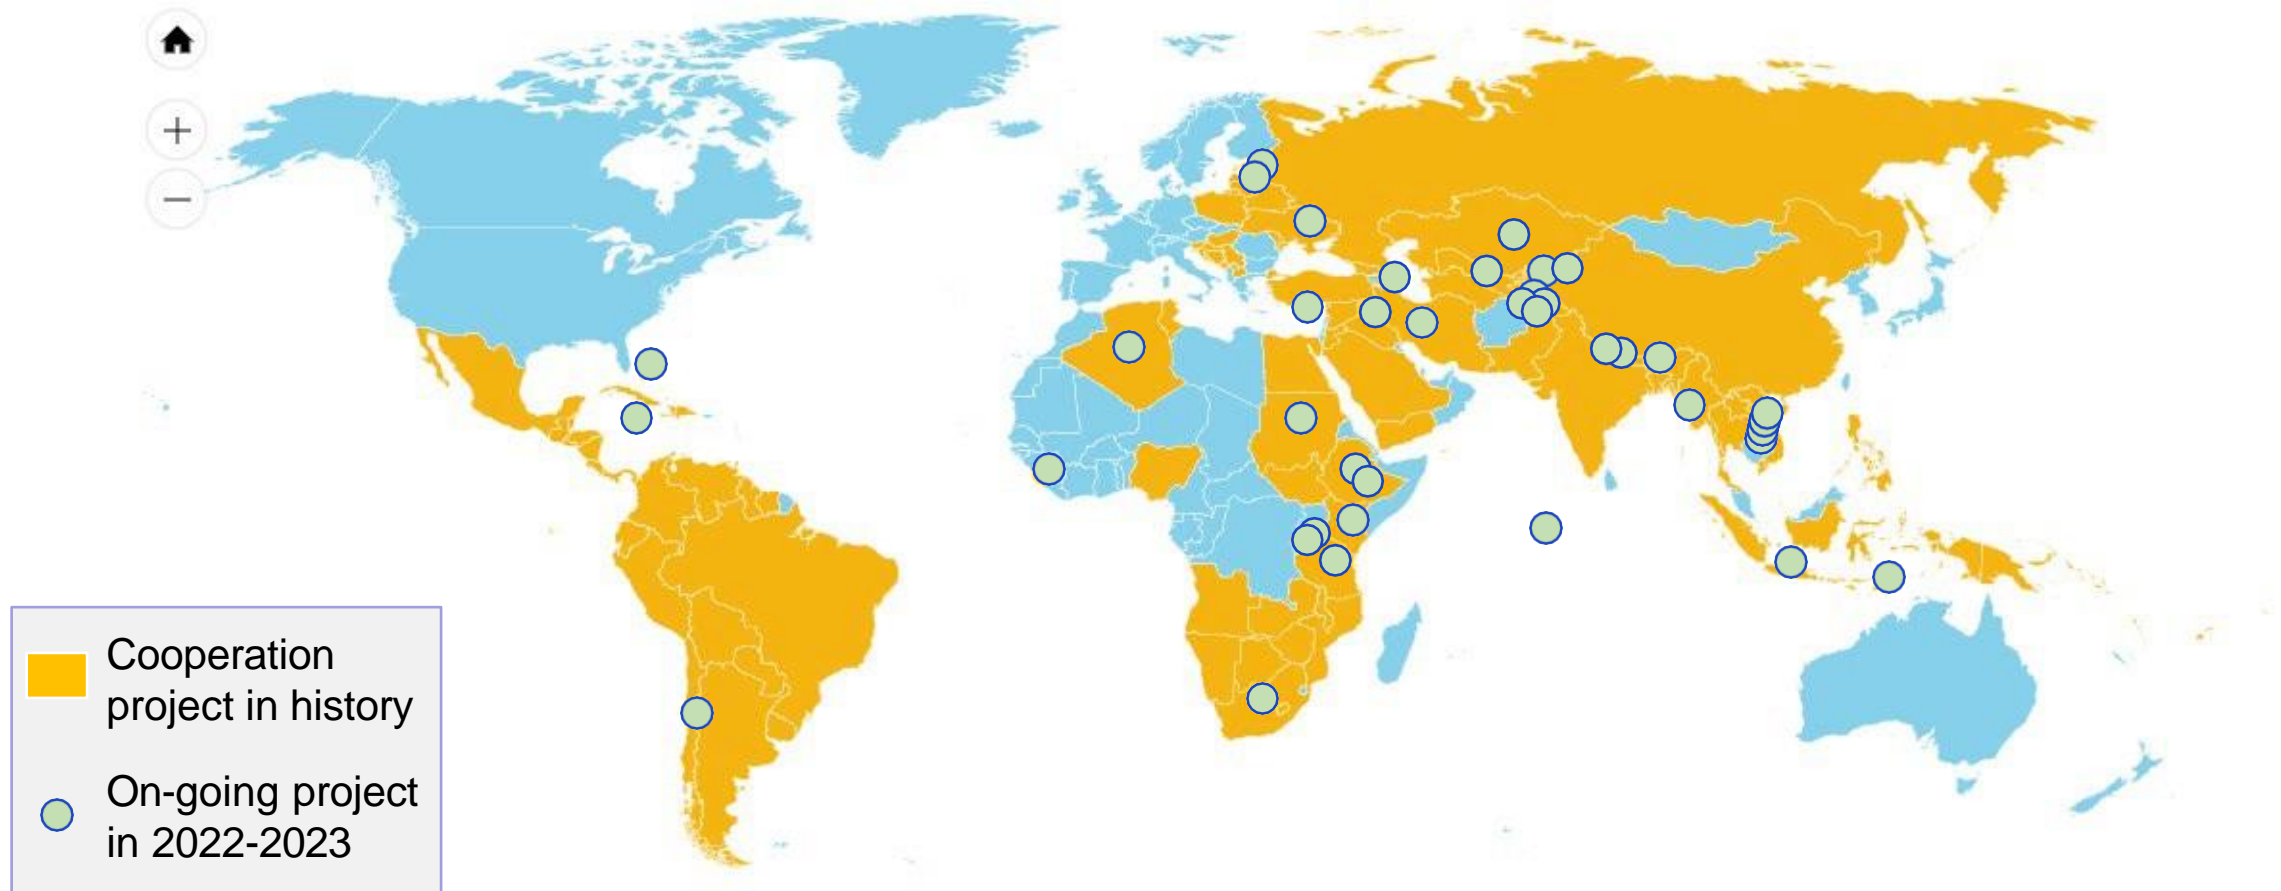 Cooperation
project in history
On-going project
in 2022-2023